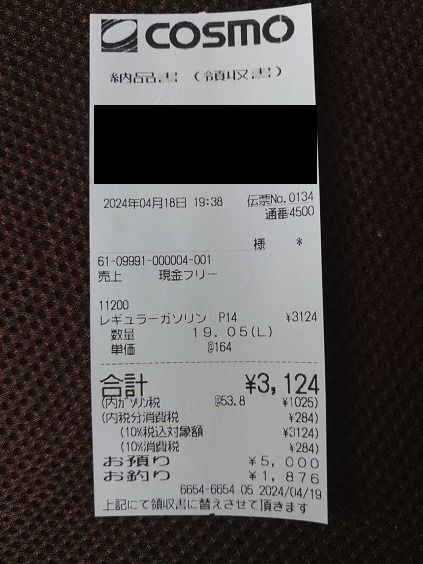 COSMO
納品書（領収書）
2024年04月18日 19:38 伝票No.0134
通番4500
様 *
61-09991-000004-001
売上 現金フリー
11200
レギュラーガソリン P14 ¥3124
数量 19.05(L)
単価 @164
合計 ¥3,124
(内ガソリン税 @53.8 ¥1025)
(内税分消費税 ¥284)
(10%税込対象額 ¥3124)
(10%消費税 ¥284)
お預り ¥5,000
お釣り ¥1,876
6654-6654 05 2024/04/19
上記にて領収書に替えさせて頂きます